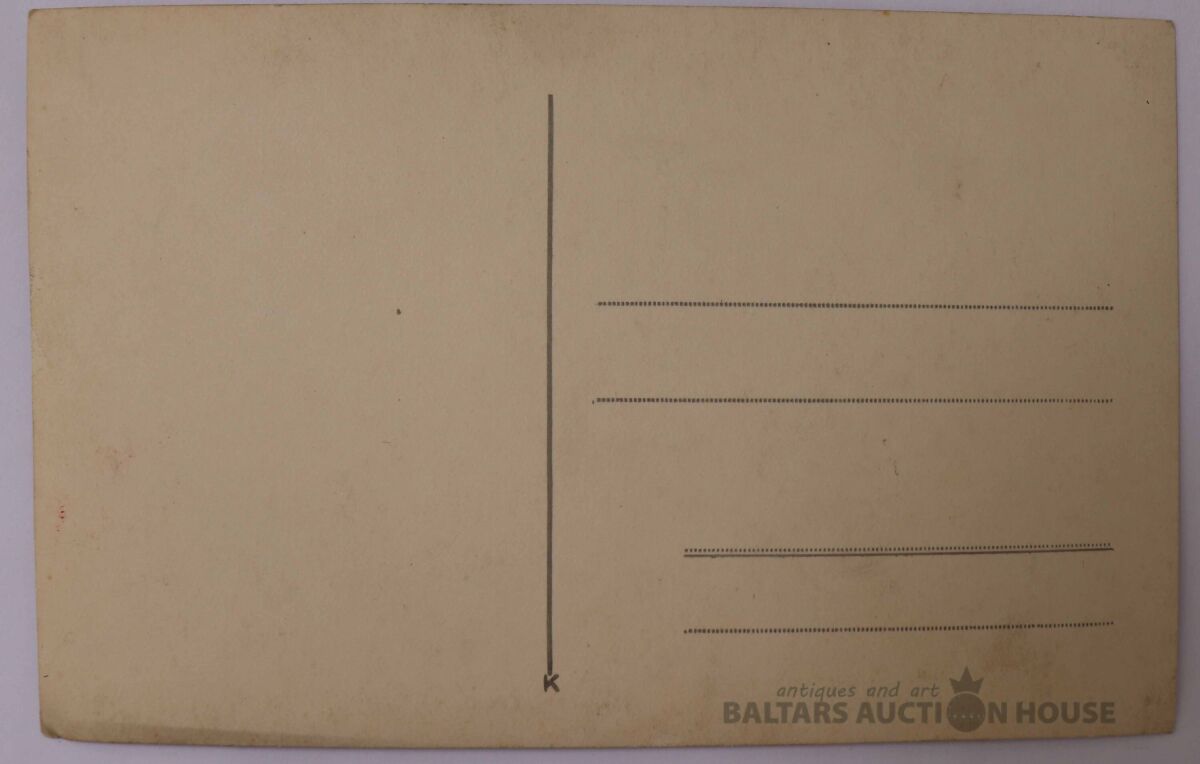 K
antiques and art
BALTARS AUCTION HOUSE